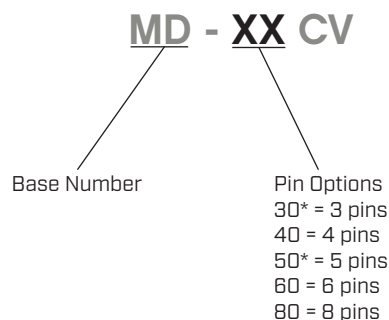 MD - XX CV
Base Number
Pin Options
30* = 3 pins
40 = 4 pins
50* = 5 pins
60 = 6 pins
80 = 8 pins